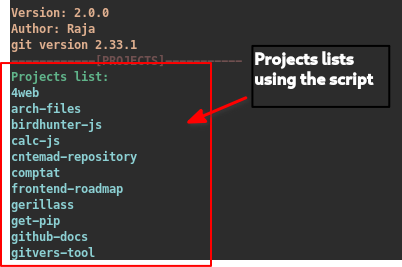 Version: 2.0.0
Author: Raja
git version 2.33.1
------------[PROJECTS]------------
Projects list:
4web
arch-files
birdhunter-js
calc-js
cntemad-repository
comptat
frontend-roadmap
gerillass
get-pip
github-docs
gitvers-tool
Projects lists
using the script